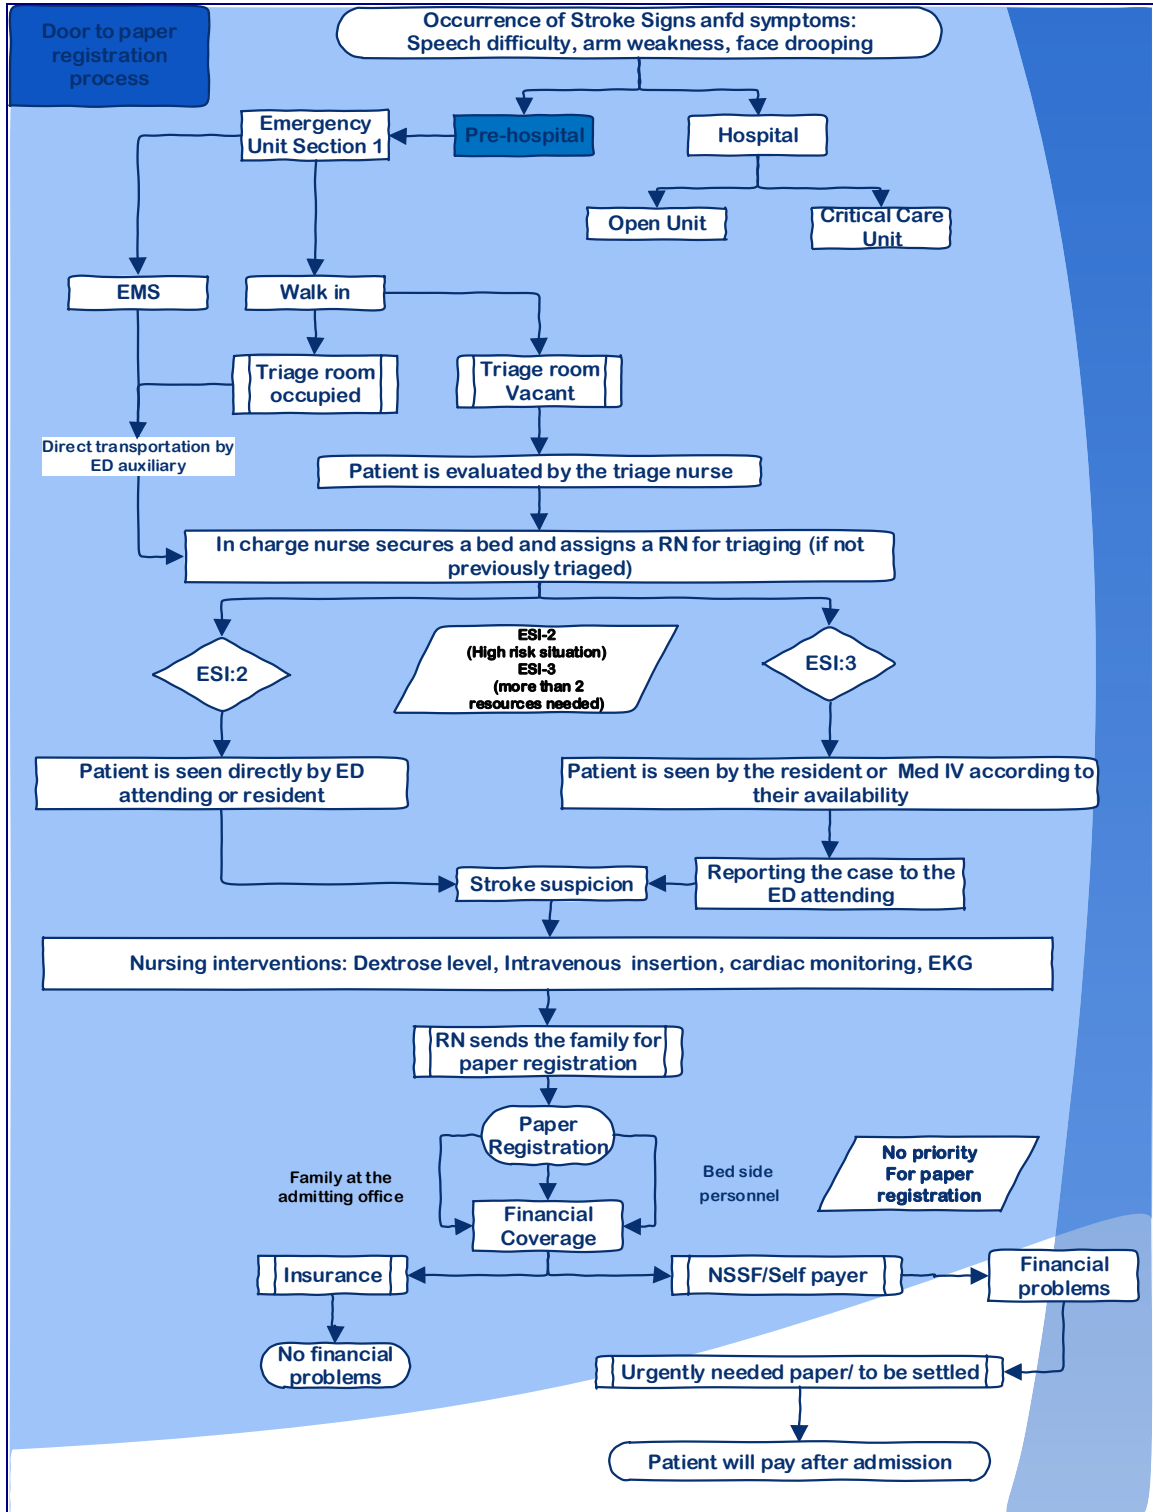 Door to paper
registration
process
Occurrence of Stroke Signs anfd symptoms:
Speech difficulty, arm weakness, face drooping
Emergency
Unit Section 1
Pre-hospital
Hospital
Open Unit
Critical Care
Unit
EMS
Walk in
Triage room
occupied
Triage room
Vacant
Direct transportation by
ED auxiliary
Patient is evaluated by the triage nurse
In charge nurse secures a bed and assigns a RN for triaging (if not
previously triaged)
ESI:2
ESI-2
(High risk situation)
ESI-3
(more than 2
resources needed)
ESI:3
Patient is seen directly by ED
attending or resident
Patient is seen by the resident or Med IV according to
their availability
Stroke suspicion
Reporting the case to the
ED attending
Nursing interventions: Dextrose level, Intravenous insertion, cardiac monitoring, EKG
RN sends the family for
paper registration
Paper
Registration
Family at the
admitting office
Bed side
personnel
No priority
For paper
registration
Financial
Coverage
Insurance
NSSF/Self payer
Financial
problems
No financial
problems
Urgently needed paper/ to be settled
Patient will pay after admission